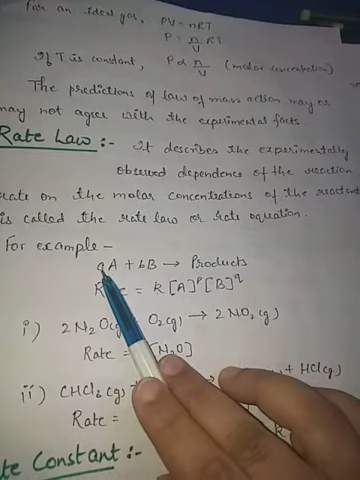 For an ideal gas, PV = nRT
P = n/V RT
If T is constant, P ∝ n/V (molar concentration)
The predictions of law of mass action may or
may not agree with the experimental facts
Rate Law :- It describes the experimentally
observed dependence of the reaction
rate on the molar concentrations of the reactant
is called the rate law or rate equation.
For example -
aA + bB → Products
= k [A]^p [B]^q
i) 2N2O(g) O2(g) → 2NO2(g)
Rate = [N2O]
ii) CHCl3(g) + HCl(g)
Rate =
Constant :-